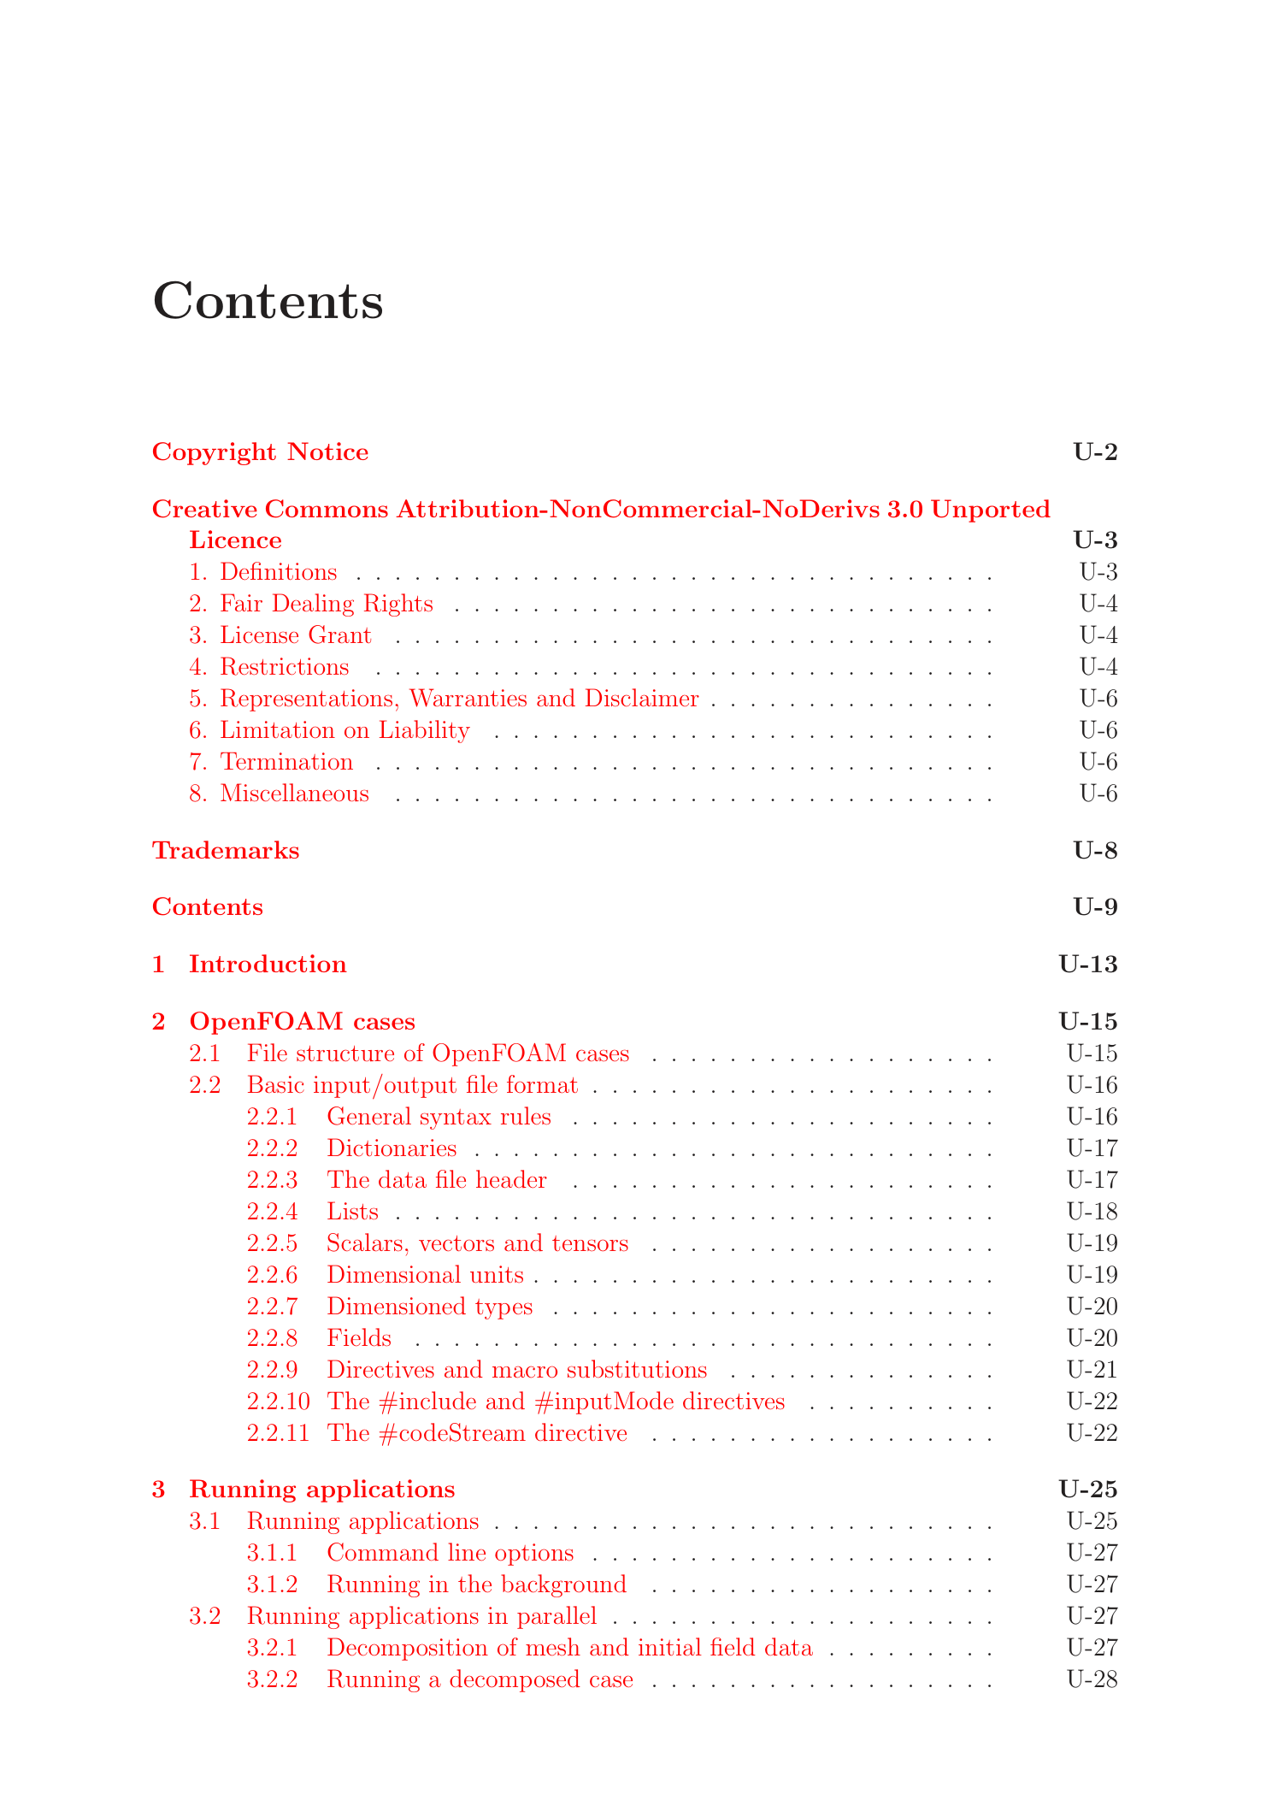 Contents
Copyright Notice U-2
Creative Commons Attribution-NonCommercial-NoDerivs 3.0 Unported
Licence U-3
1. Definitions . . . . . . . . . . . . . . . . . . . . . . . . . . . . . . . . . U-3
2. Fair Dealing Rights . . . . . . . . . . . . . . . . . . . . . . . . . . . . U-4
3. License Grant . . . . . . . . . . . . . . . . . . . . . . . . . . . . . . . U-4
4. Restrictions . . . . . . . . . . . . . . . . . . . . . . . . . . . . . . . . U-4
5. Representations, Warranties and Disclaimer . . . . . . . . . . . . . . . U-6
6. Limitation on Liability . . . . . . . . . . . . . . . . . . . . . . . . . . U-6
7. Termination . . . . . . . . . . . . . . . . . . . . . . . . . . . . . . . . U-6
8. Miscellaneous . . . . . . . . . . . . . . . . . . . . . . . . . . . . . . . U-6
Trademarks U-8
Contents U-9
1 Introduction U-13
2 OpenFOAM cases U-15
2.1 File structure of OpenFOAM cases . . . . . . . . . . . . . . . . . . U-15
2.2 Basic input/output file format . . . . . . . . . . . . . . . . . . . . . U-16
2.2.1 General syntax rules . . . . . . . . . . . . . . . . . . . . . . U-16
2.2.2 Dictionaries . . . . . . . . . . . . . . . . . . . . . . . . . . . U-17
2.2.3 The data file header . . . . . . . . . . . . . . . . . . . . . . U-17
2.2.4 Lists . . . . . . . . . . . . . . . . . . . . . . . . . . . . . . . U-18
2.2.5 Scalars, vectors and tensors . . . . . . . . . . . . . . . . . . U-19
2.2.6 Dimensional units . . . . . . . . . . . . . . . . . . . . . . . . U-19
2.2.7 Dimensioned types . . . . . . . . . . . . . . . . . . . . . . . U-20
2.2.8 Fields . . . . . . . . . . . . . . . . . . . . . . . . . . . . . . U-20
2.2.9 Directives and macro substitutions . . . . . . . . . . . . . . U-21
2.2.10 The #include and #inputMode directives . . . . . . . . . . U-22
2.2.11 The #codeStream directive . . . . . . . . . . . . . . . . . . U-22
3 Running applications U-25
3.1 Running applications . . . . . . . . . . . . . . . . . . . . . . . . . . U-25
3.1.1 Command line options . . . . . . . . . . . . . . . . . . . . . U-27
3.1.2 Running in the background . . . . . . . . . . . . . . . . . . U-27
3.2 Running applications in parallel . . . . . . . . . . . . . . . . . . . . U-27
3.2.1 Decomposition of mesh and initial field data . . . . . . . . . U-27
3.2.2 Running a decomposed case . . . . . . . . . . . . . . . . . . U-28